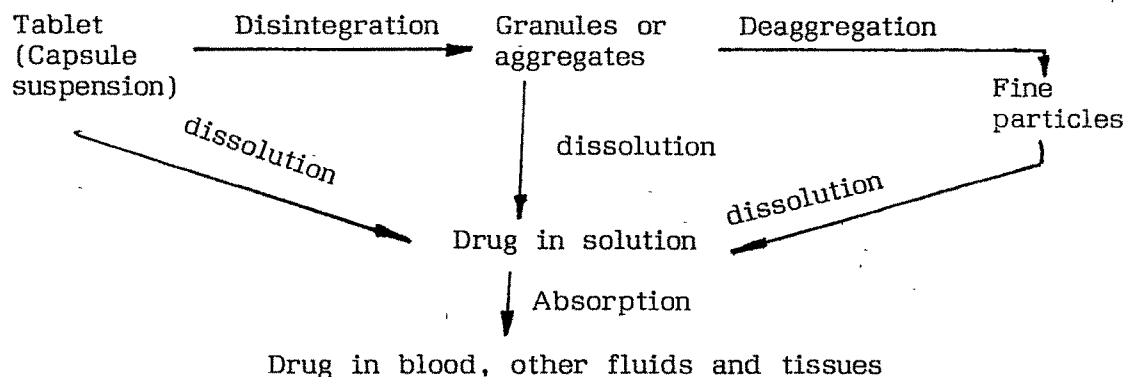 Tablet
(Capsule
suspension)
Disintegration
Granules or
aggregates
Deaggregation
Fine
particles
dissolution
dissolution
dissolution
Drug in solution
Absorption
Drug in blood, other fluids and tissues